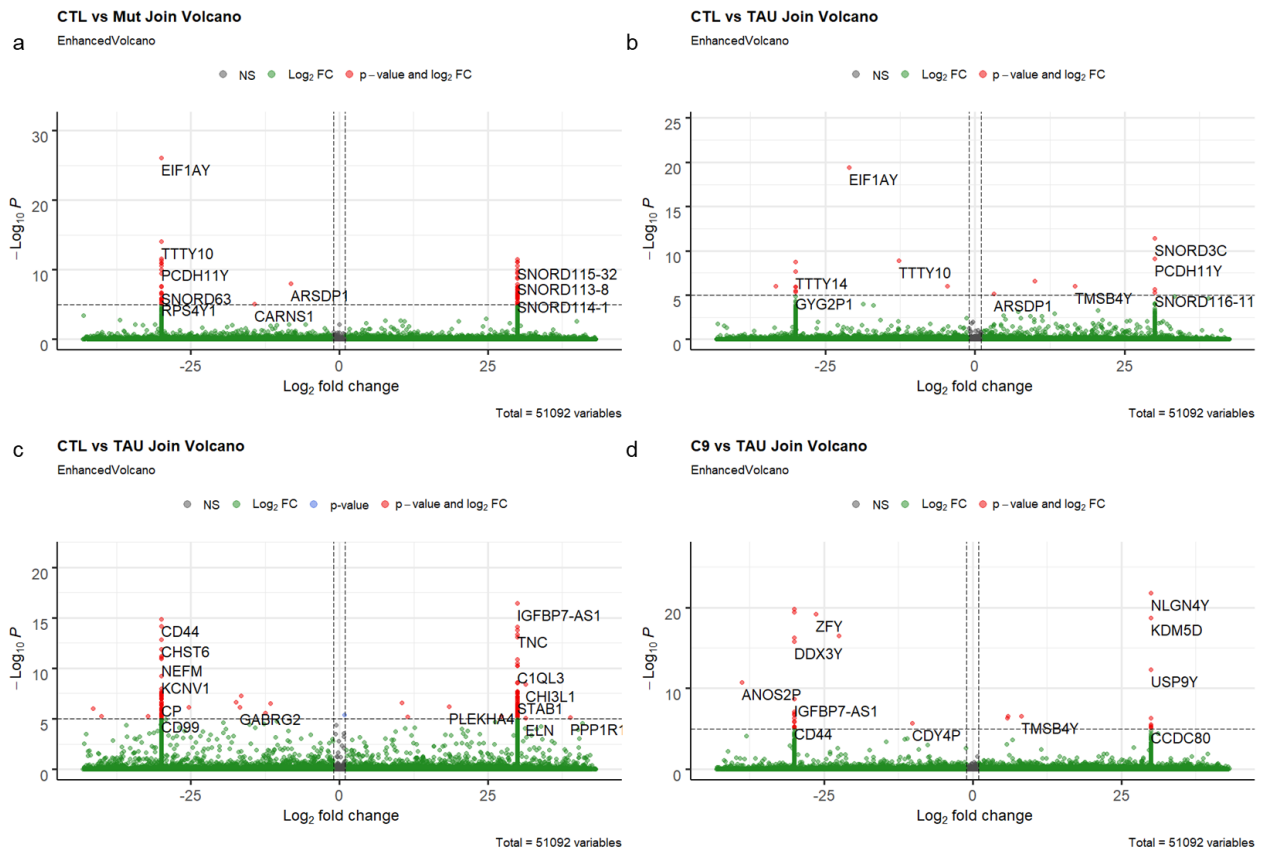 CTL vs Mut Join Volcano
a
EnhancedVolcano
NS Log2 FC p – value and log2 FC
30
20
10
0
–Log10 P
EIF1AY
TTTY10
PCDH11Y
SNORD63
RPS4Y1
ARSDP1
CARNS1
SNORD115-32
SNORD113-8
SNORD114-1
-25 0 25
Log2 fold change
Total = 51092 variables
CTL vs TAU Join Volcano
b
EnhancedVolcano
NS Log2 FC p – value and log2 FC
25
20
15
10
5
0
–Log10 P
EIF1AY
TTTY10
TTTY14
GYG2P1
ARSDP1
TMSB4Y
SNORD3C
PCDH11Y
SNORD116-11
-25 0 25
Log2 fold change
Total = 51092 variables
CTL vs TAU Join Volcano
c
EnhancedVolcano
NS Log2 FC p-value p – value and log2 FC
20
15
10
5
0
–Log10 P
CD44
CHST6
NEFM
KCNV1
CP
CD99
GABRG2
IGFBP7-AS1
TNC
C1QL3
CHI3L1
STAB1
PLEKHA4
ELN
PPP1R1
-25 0 25
Log2 fold change
Total = 51092 variables
C9 vs TAU Join Volcano
d
EnhancedVolcano
NS Log2 FC p – value and log2 FC
20
10
0
–Log10 P
ZFY
DDX3Y
ANOS2P
IGFBP7-AS1
CD44
CDY4P
TMSB4Y
NLGN4Y
KDM5D
USP9Y
CCDC80
-25 0 25
Log2 fold change
Total = 51092 variables